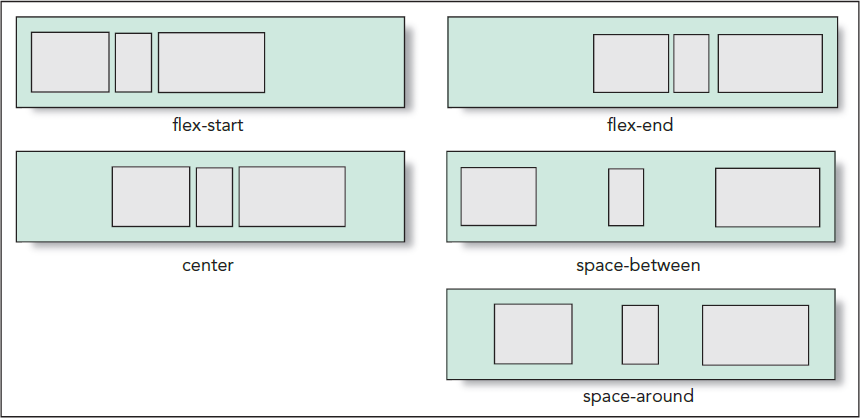 flex-start
flex-end
center
space-between
space-around